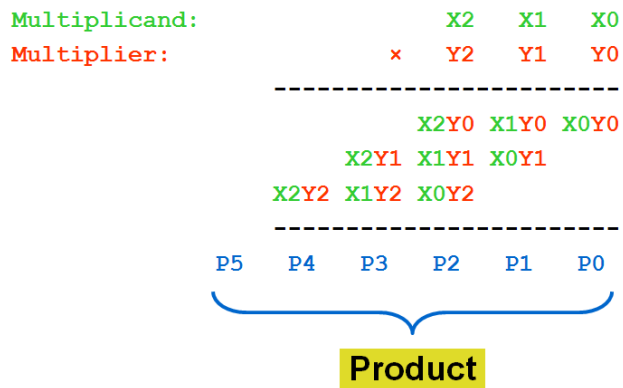 Multiplicand: X2 X1 X0
Multiplier: × Y2 Y1 Y0
------------------------
X2Y0 X1Y0 X0Y0
X2Y1 X1Y1 X0Y1
X2Y2 X1Y2 X0Y2
------------------------
P5 P4 P3 P2 P1 P0
Product